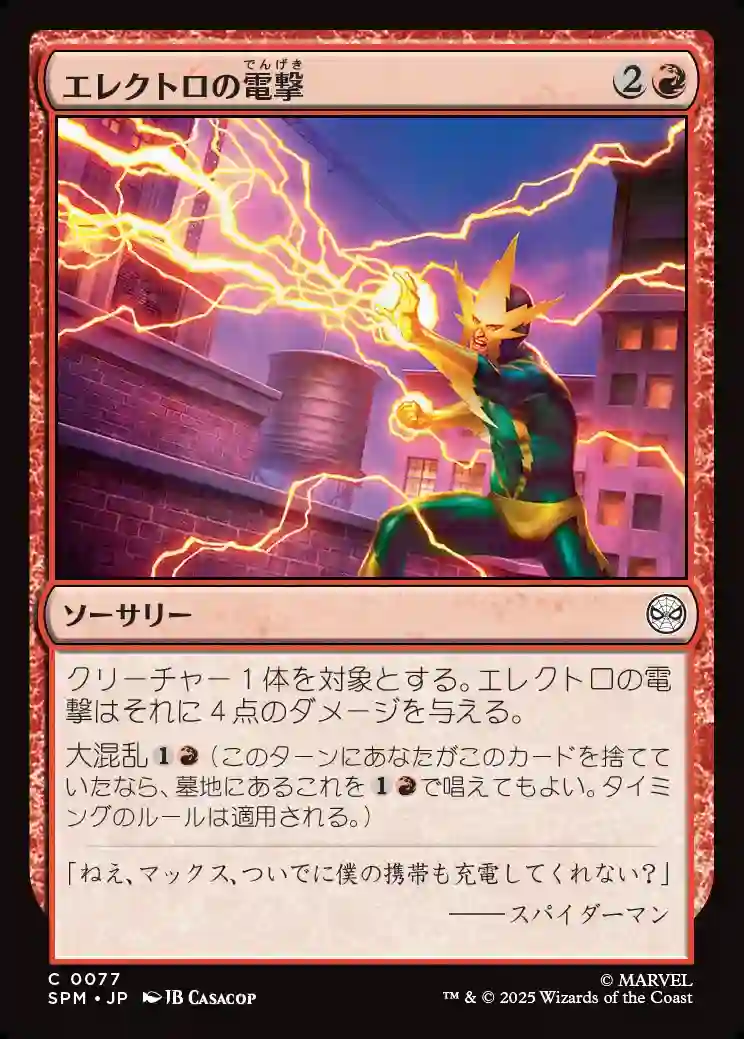 でんげき
エレクトロの電撃
2
ソーサリー
クリーチャー1体を対象とする。エレクトロの電
撃はそれに4点のダメージを与える。
大混乱 1 (このターンにあなたがこのカードを捨てて
いたなら、墓地にあるこれを 1 で唱えてもよい。タイミ
ングのルールは適用される。)
「ねえ、マックス、ついでに僕の携帯も充電してくれない?」
——スパイダーマン
C 0077
SPM • JP JB CASACOP
© MARVEL
™ & © 2025 Wizards of the Coast